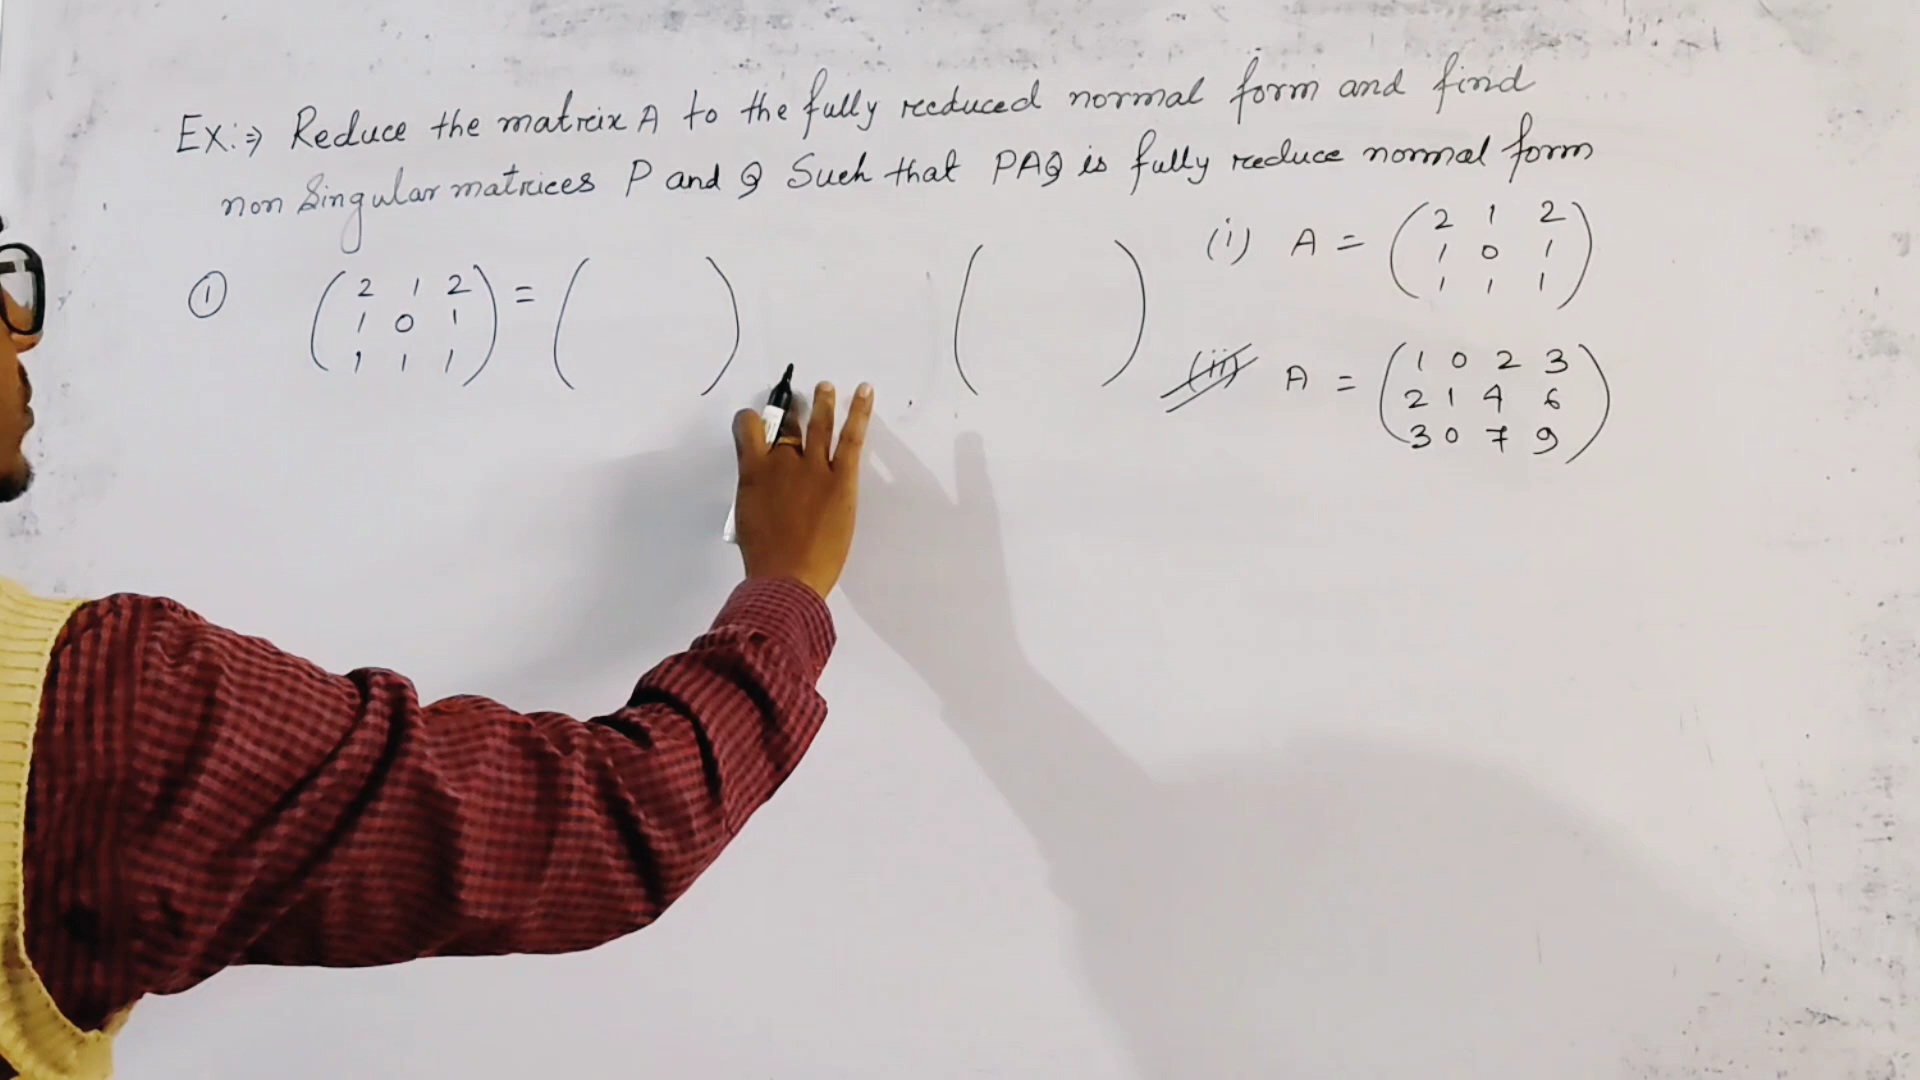 Ex:⇒ Reduce the matrix A to the fully reduced normal form and find
non Singular matrices P and Q Such that PAQ is fully reduce normal form
(i) A = ( 2 1 2
1 0 1
1 1 1 )
① ( 2 1 2
1 0 1
1 1 1 ) = ( ) ( )
(ii) A = ( 1 0 2 3
2 1 4 6
3 0 7 9 )